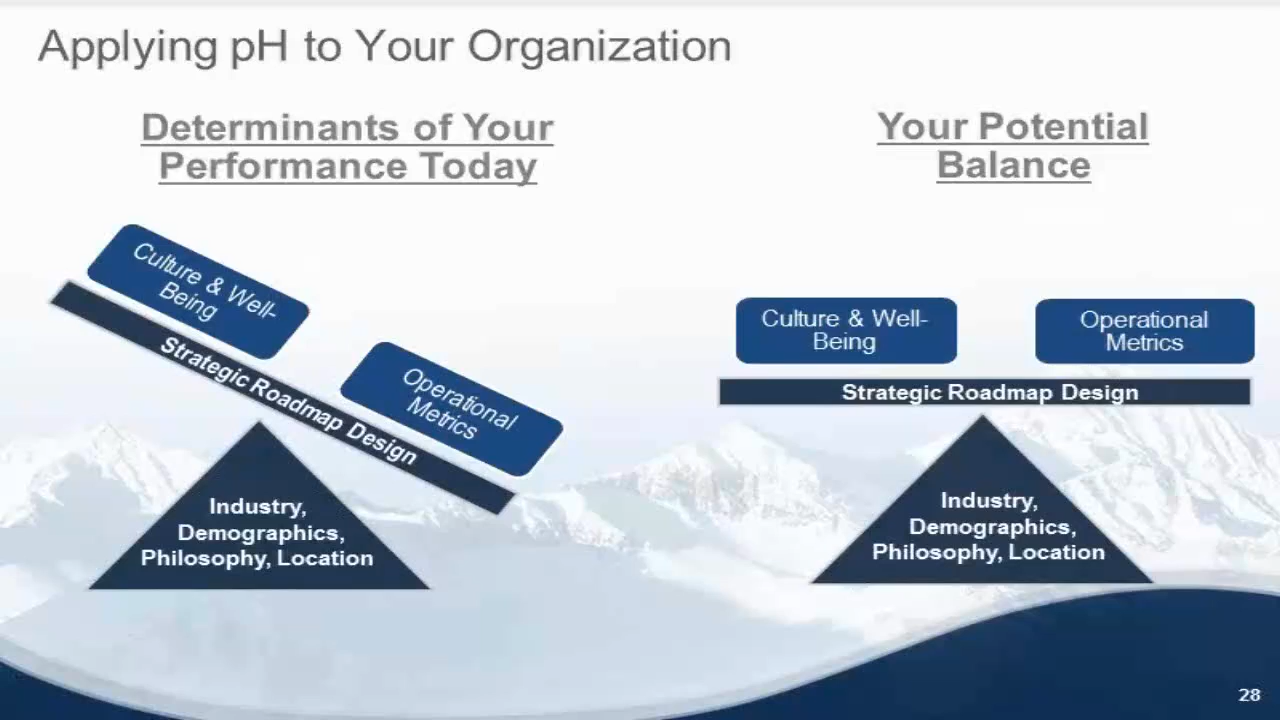 Applying pH to Your Organization
Determinants of Your
Performance Today
Culture & Well-
Being
Operational
Metrics
Strategic Roadmap Design
Industry,
Demographics,
Philosophy, Location
Your Potential
Balance
Culture & Well-
Being
Operational
Metrics
Strategic Roadmap Design
Industry,
Demographics,
Philosophy, Location
28